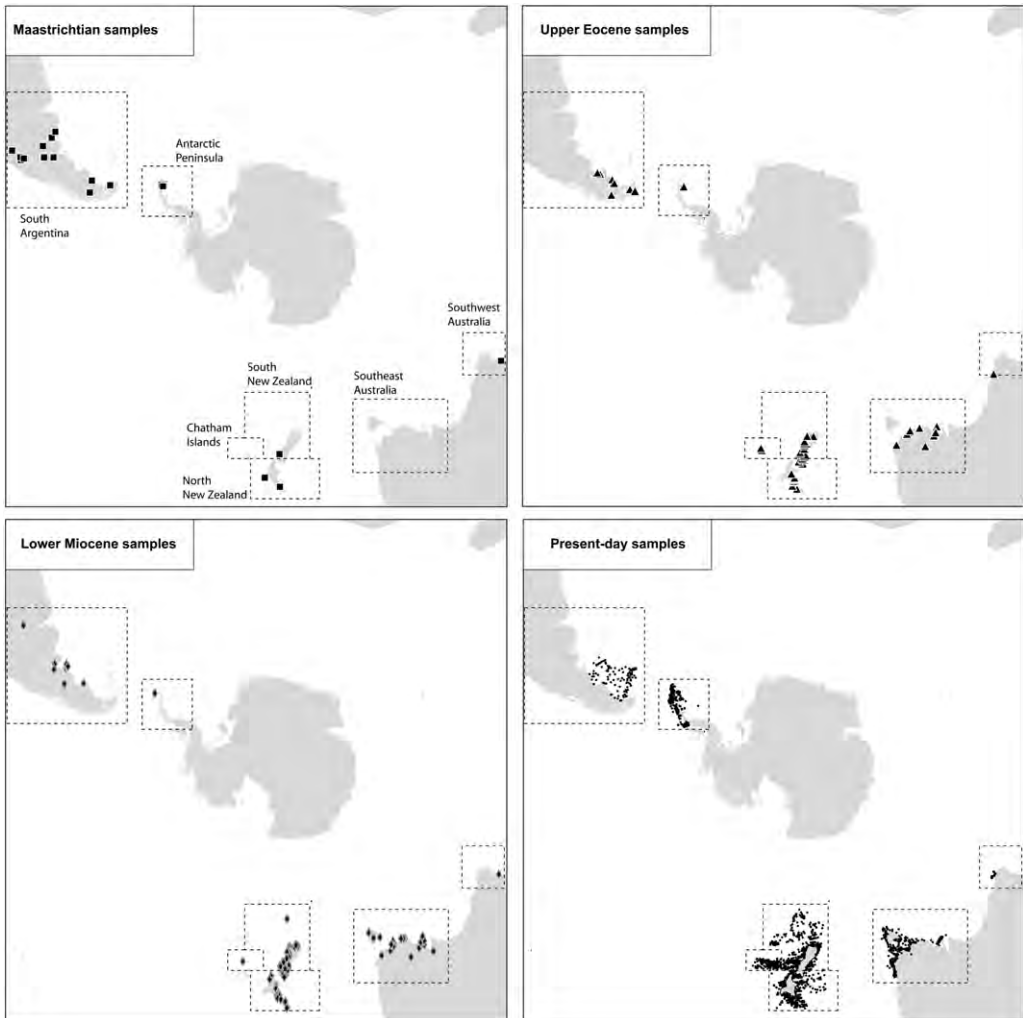 Maastrichtian samples
Upper Eocene samples
Antarctic
Peninsula
South
Argentina
Southwest
Australia
South
New Zealand
Southeast
Australia
Chatham
Islands
North
New Zealand
Lower Miocene samples
Present-day samples